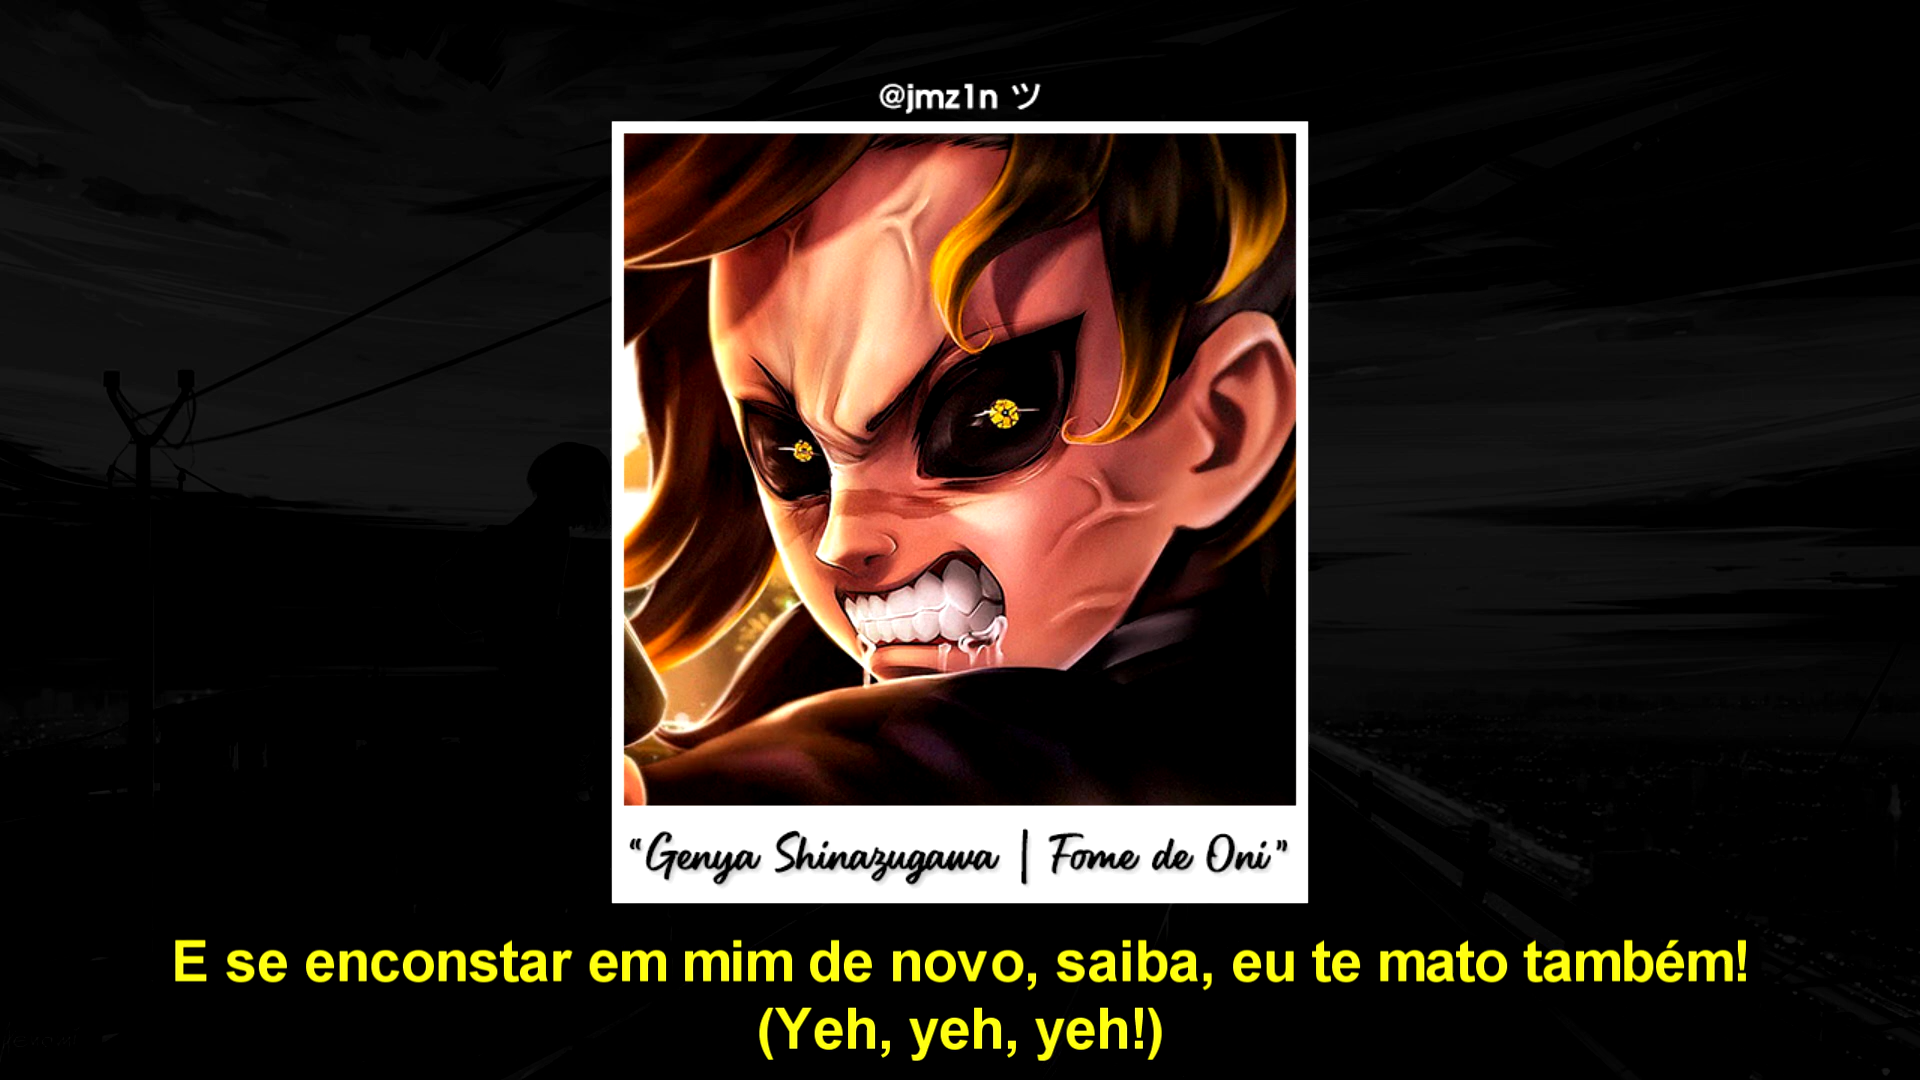 @jmz1n ツ
“Genya Shinazugawa | Fome de Oni”
E se enconstar em mim de novo, saiba, eu te mato também!
(Yeh, yeh, yeh!)